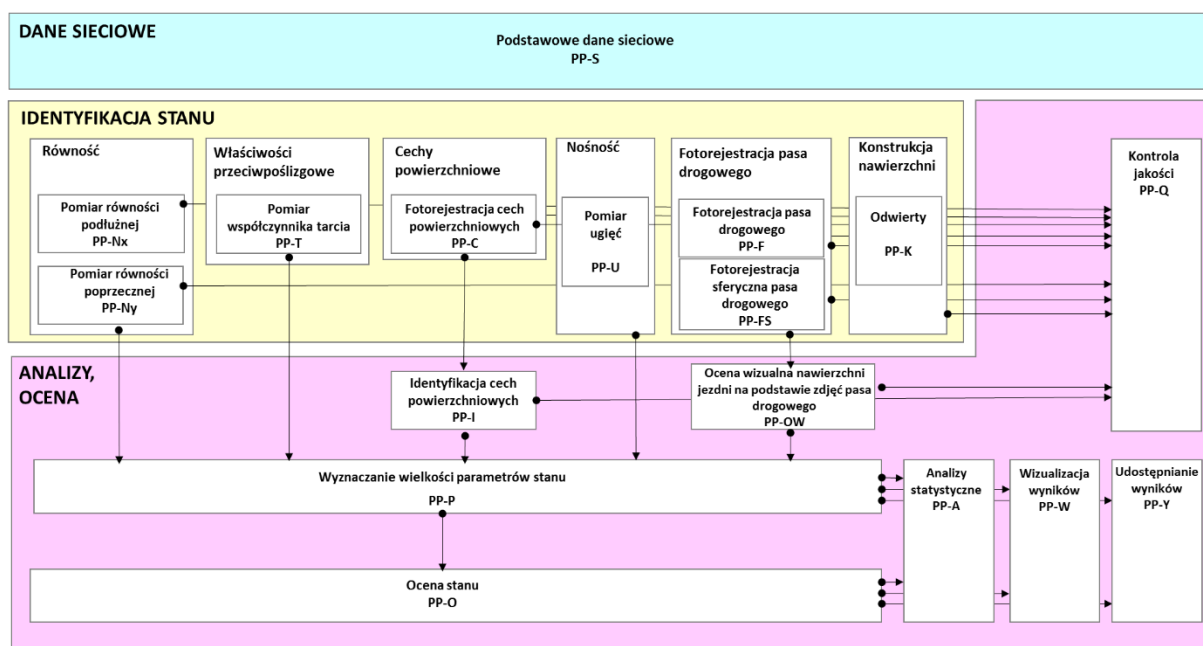 DANE SIECIOWE
Podstawowe dane sieciowe
PP-S
IDENTYFIKACJA STANU
Równość
Pomiar równości
podłużnej
PP-Nx
Pomiar równości
poprzecznej
PP-Ny
Właściwości
przeciwpoślizgowe
Pomiar
współczynnika tarcia
PP-T
Cechy
powierzchniowe
Fotorejestracja cech
powierzchniowych
PP-C
Nośność
Pomiar
ugięć
PP-U
Fotorejestracja pasa
drogowego
Fotorejestracja pasa
drogowego
PP-F
Fotorejestracja
sferyczna pasa
drogowego
PP-FS
Konstrukcja
nawierzchni
Odwierty
PP-K
Kontrola
jakości
PP-Q
ANALIZY,
OCENA
Identyfikacja cech
powierzchniowych
PP-I
Ocena wizualna nawierzchni
jezdni na podstawie zdjęć pasa
drogowego
PP-OW
Wyznaczanie wielkości parametrów stanu
PP-P
Analizy
statystyczne
PP-A
Wizualizacja
wyników
PP-W
Udostępnianie
wyników
PP-Y
Ocena stanu
PP-O